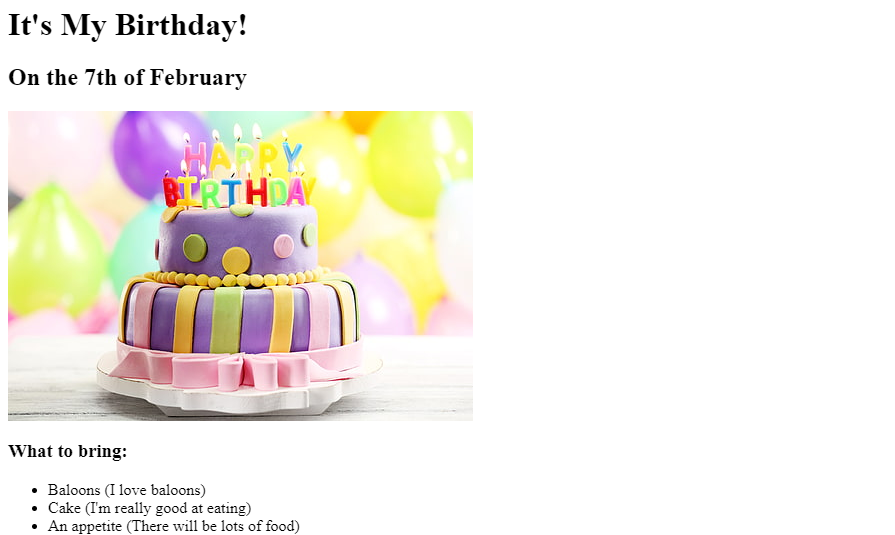 It's My Birthday!
On the 7th of February
HAPPY
BIRTHDAY
What to bring:
Baloons (I love baloons)
Cake (I'm really good at eating)
An appetite (There will be lots of food)